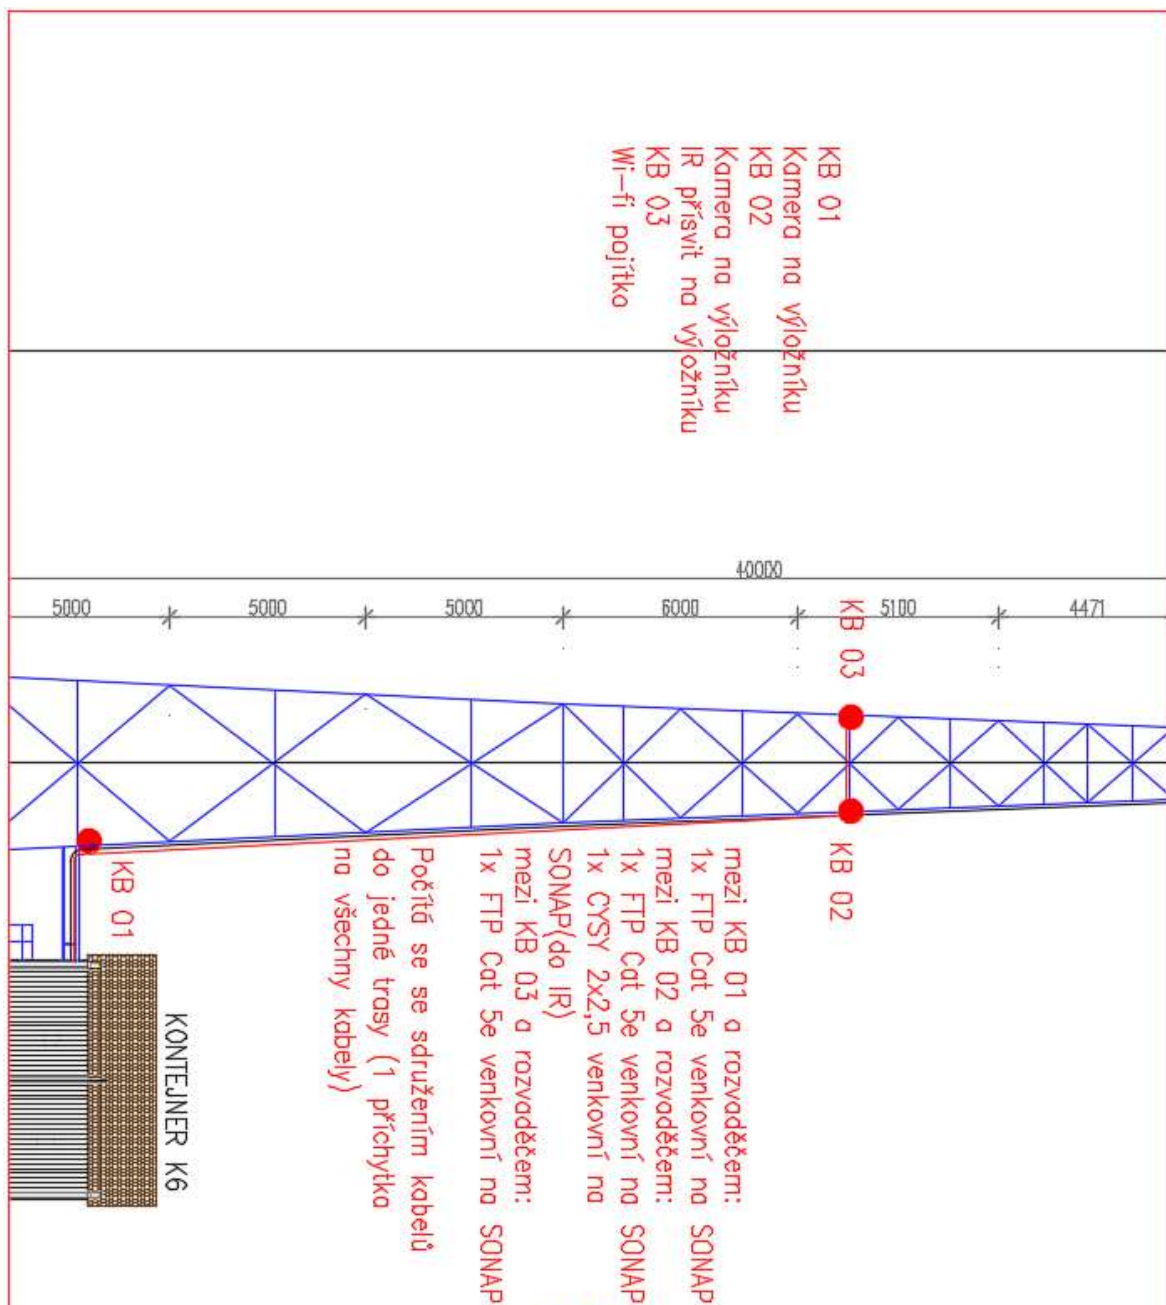 KB 01
Kamera na výložníku
KB 02
Kamera na výložníku
IR přísvit na výložníku
KB 03
Wi-fi pojítko
40000
5000
5000
5000
6000
5100
4471
KB 03
KB 02
KB 01
mezi KB 01 a rozvaděčem:
1x FTP Cat 5e venkovní na SONAP
mezi KB 02 a rozvaděčem:
1x FTP Cat 5e venkovní na SONAP
1x CYSY 2x2,5 venkovní na
SONAP(do IR)
mezi KB 03 a rozvaděčem:
1x FTP Cat 5e venkovní na SONAP
Počítá se se sdružením kabelů
do jedné trasy (1 příchytka
na všechny kabely)
KONTEJNER K6